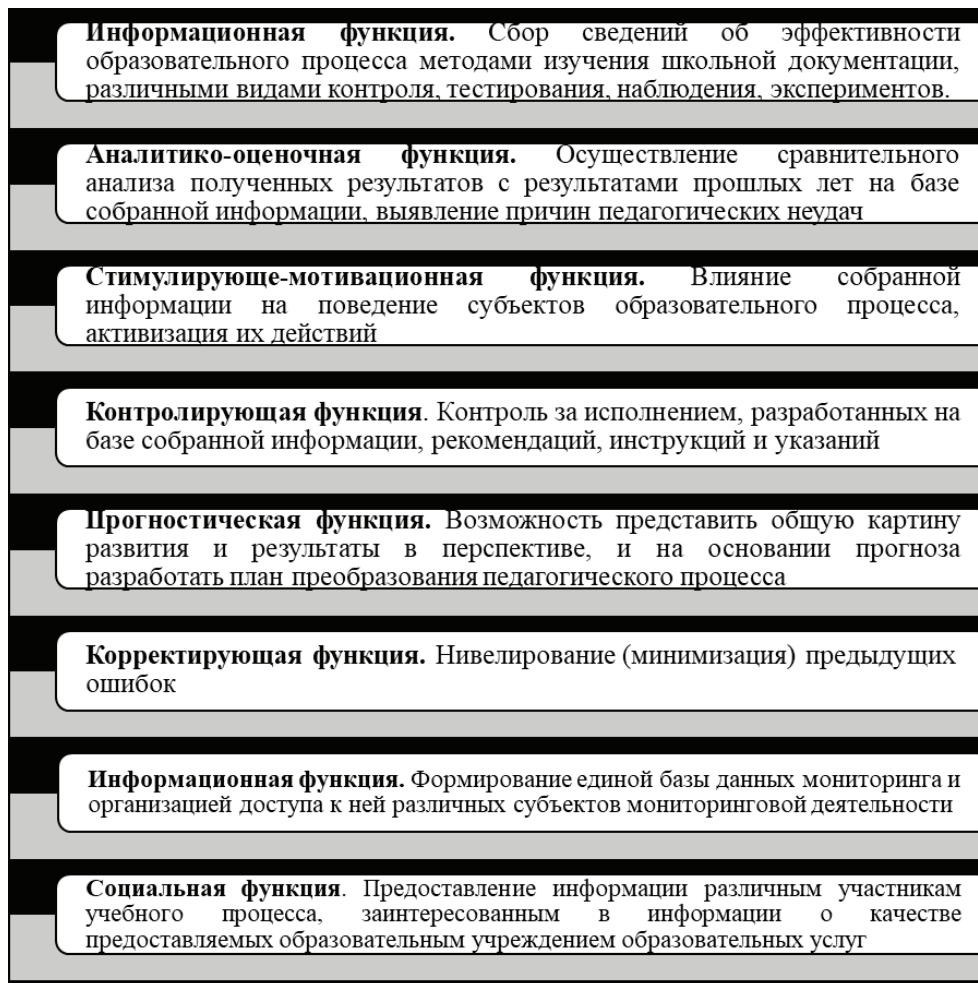 Информационная функция. Сбор сведений об эффективности
образовательного процесса методами изучения школьной документации,
различными видами контроля, тестирования, наблюдения, экспериментов.
Аналитико-оценочная функция. Осуществление сравнительного
анализа полученных результатов с результатами прошлых лет на базе
собранной информации, выявление причин педагогических неудач
Стимулирующе-мотивационная функция. Влияние собранной
информации на поведение субъектов образовательного процесса,
активизация их действий
Контролирующая функция. Контроль за исполнением, разработанных на
базе собранной информации, рекомендаций, инструкций и указаний
Прогностическая функция. Возможность представить общую картину
развития и результаты в перспективе, и на основании прогноза
разработать план преобразования педагогического процесса
Корректирующая функция. Нивелирование (минимизация) предыдущих
ошибок
Информационная функция. Формирование единой базы данных мониторинга и
организацией доступа к ней различных субъектов мониторинговой деятельности
Социальная функция. Предоставление информации различным участникам
учебного процесса, заинтересованным в информации о качестве
предоставляемых образовательным учреждением образовательных услуг